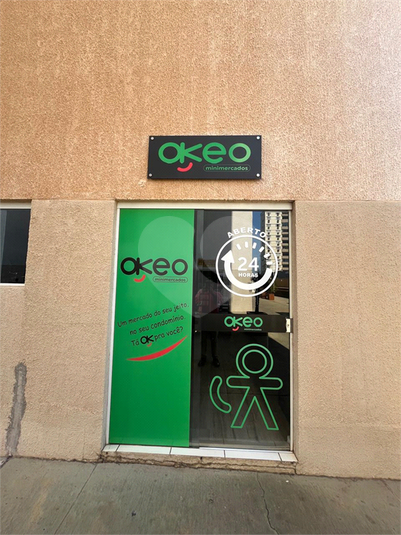 OKeo
minimercados
OKeo
minimercados
Um mercado do seu jeito
no seu condomínio.
Tá OK pra você?
ABERTO
24
HORAS
OKeo